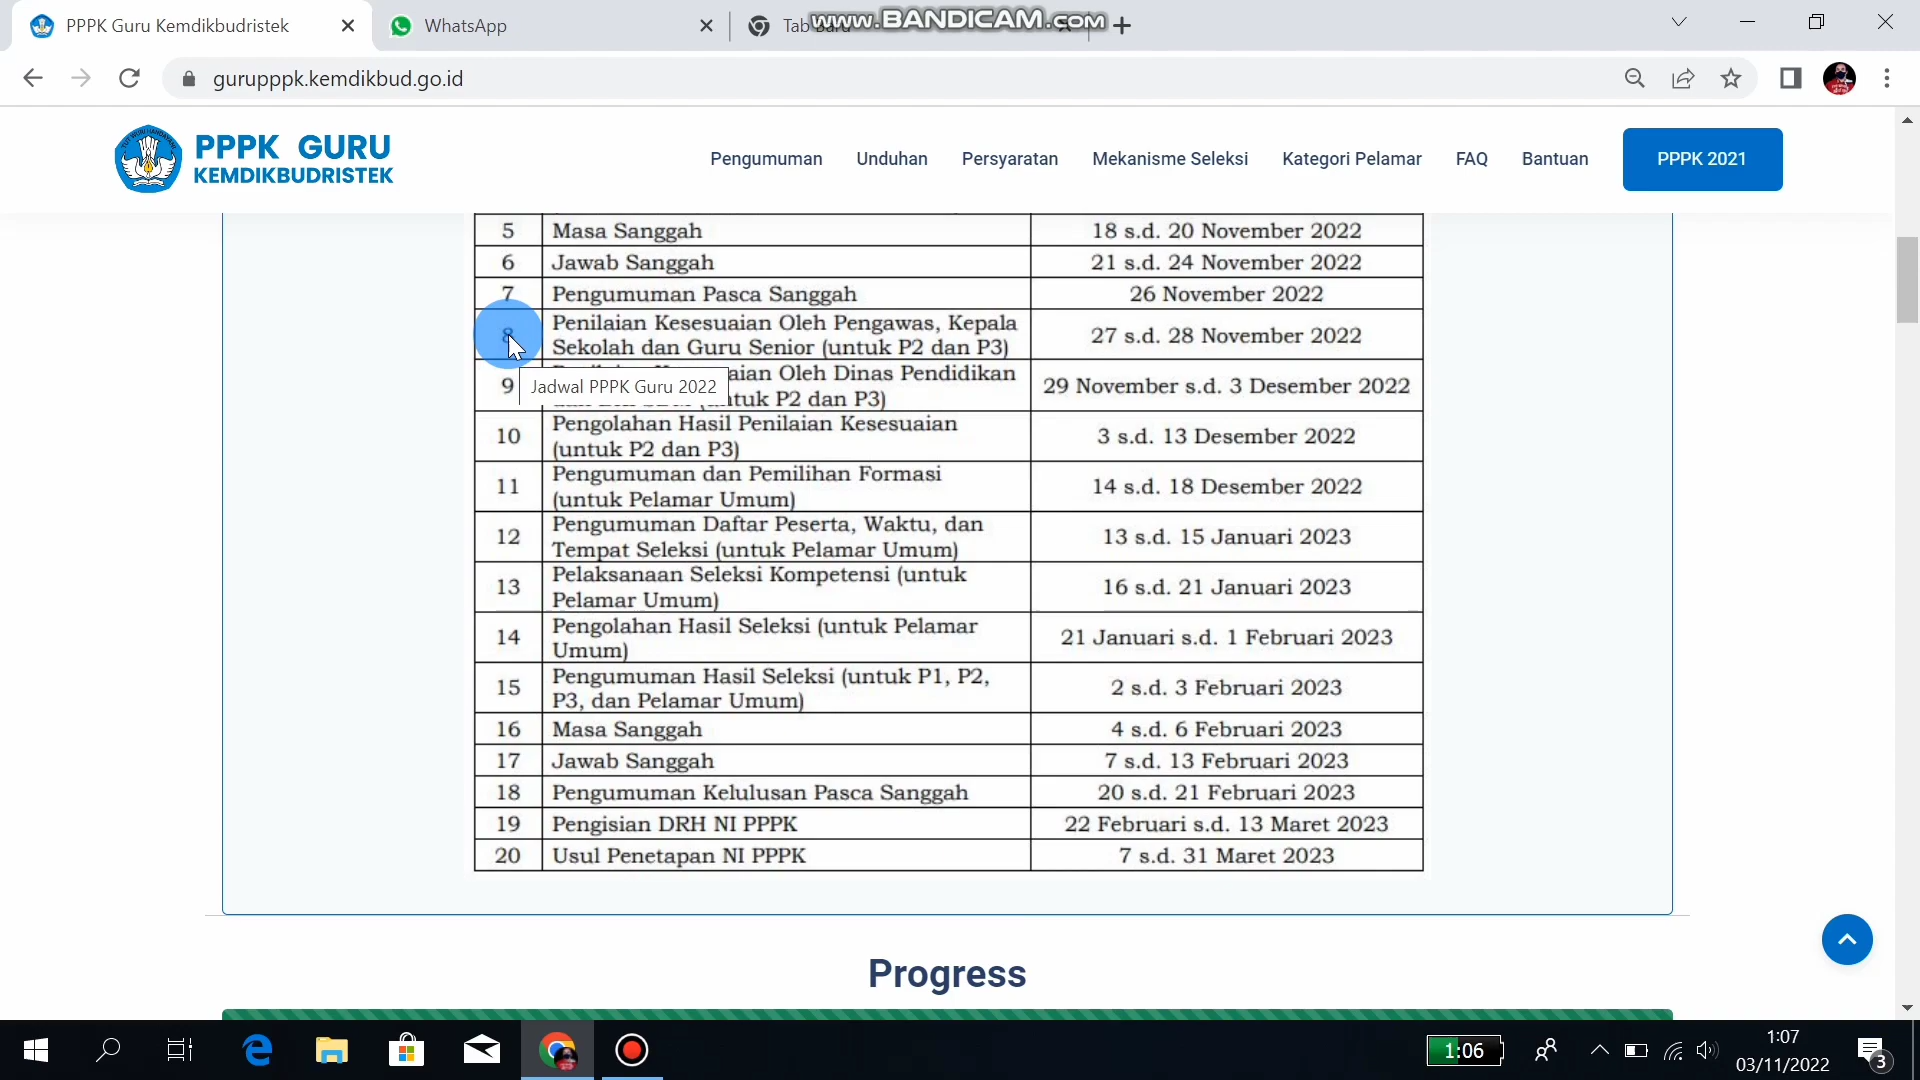 PPPK Guru Kemdikbudristek
WhatsApp
Tab Baru
www.BANDICAM.com
gurupppk.kemdikbud.go.id
PPPK GURU
KEMDIKBUDRISTEK
Pengumuman
Unduhan
Persyaratan
Mekanisme Seleksi
Kategori Pelamar
FAQ
Bantuan
PPPK 2021
5 Masa Sanggah 18 s.d. 20 November 2022
6 Jawab Sanggah 21 s.d. 24 November 2022
7 Pengumuman Pasca Sanggah 26 November 2022
8 Penilaian Kesesuaian Oleh Pengawas, Kepala
Sekolah dan Guru Senior (untuk P2 dan P3) 27 s.d. 28 November 2022
Jadwal PPPK Guru 2022
9 Oleh Dinas Pendidikan
P2 dan P3) 29 November s.d. 3 Desember 2022
10 Pengolahan Hasil Penilaian Kesesuaian
(untuk P2 dan P3) 3 s.d. 13 Desember 2022
11 Pengumuman dan Pemilihan Formasi
(untuk Pelamar Umum) 14 s.d. 18 Desember 2022
12 Pengumuman Daftar Peserta, Waktu, dan
Tempat Seleksi (untuk Pelamar Umum) 13 s.d. 15 Januari 2023
13 Pelaksanaan Seleksi Kompetensi (untuk
Pelamar Umum) 16 s.d. 21 Januari 2023
14 Pengolahan Hasil Seleksi (untuk Pelamar
Umum) 21 Januari s.d. 1 Februari 2023
15 Pengumuman Hasil Seleksi (untuk P1, P2,
P3, dan Pelamar Umum) 2 s.d. 3 Februari 2023
16 Masa Sanggah 4 s.d. 6 Februari 2023
17 Jawab Sanggah 7 s.d. 13 Februari 2023
18 Pengumuman Kelulusan Pasca Sanggah 20 s.d. 21 Februari 2023
19 Pengisian DRH NI PPPK 22 Februari s.d. 13 Maret 2023
20 Usul Penetapan NI PPPK 7 s.d. 31 Maret 2023
Progress
1:06
1:07
03/11/2022
3